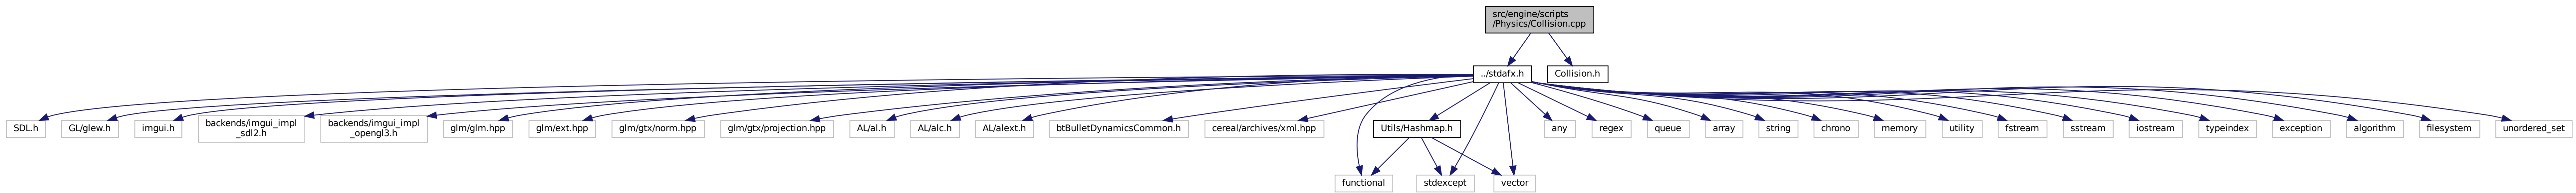 src/engine/scripts
/Physics/Collision.cpp
../stdafx.h
Collision.h
SDL.h
GL/glew.h
imgui.h
backends/imgui_impl
_sdl2.h
backends/imgui_impl
_opengl3.h
glm/glm.hpp
glm/ext.hpp
glm/gtx/norm.hpp
glm/gtx/projection.hpp
AL/al.h
AL/alc.h
AL/alext.h
btBulletDynamicsCommon.h
cereal/archives/xml.hpp
Utils/Hashmap.h
any
regex
queue
array
string
chrono
memory
utility
fstream
sstream
iostream
typeindex
exception
algorithm
filesystem
unordered_set
functional
stdexcept
vector